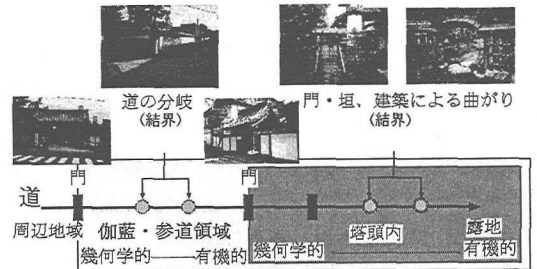 道の分岐
(結界)
門・垣、建築による曲がり
(結界)
門
門
道
周辺地域
伽藍・参道領域
塔頭内
露地
幾何学的――有機的
幾何学的――有機的